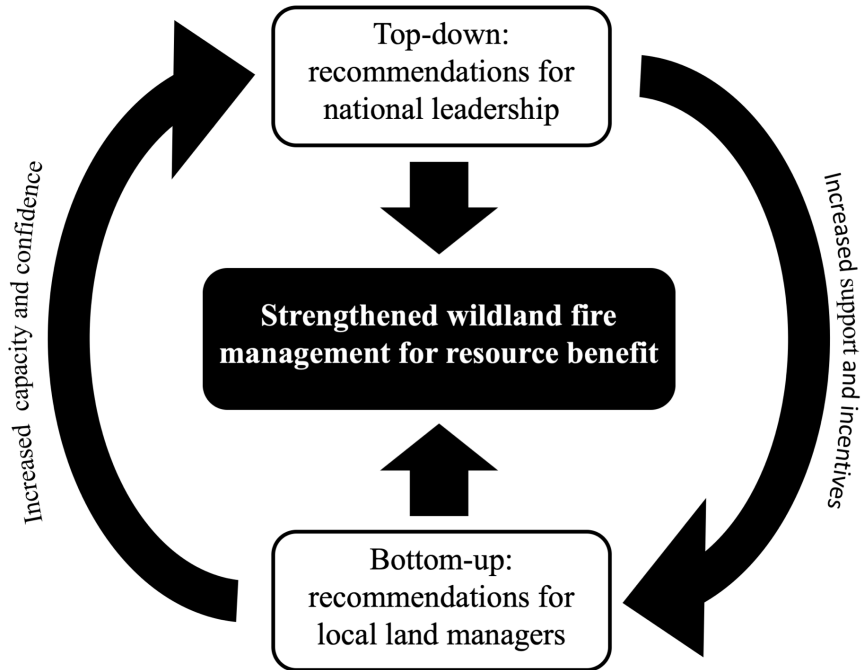 Top-down:
recommendations for
national leadership
Increased capacity and confidence
Increased support and incentives
Strengthened wildland fire
management for resource benefit
Bottom-up:
recommendations for
local land managers